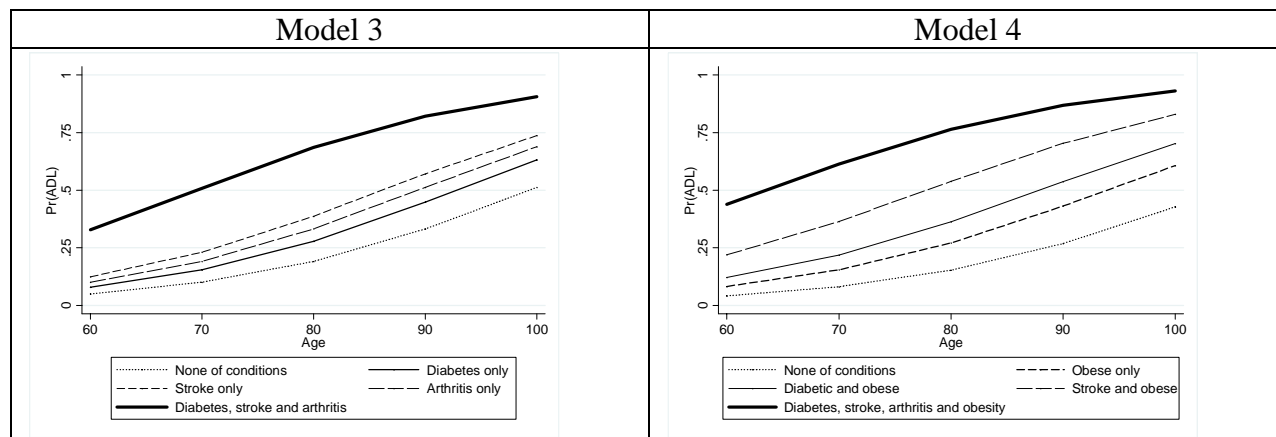 Model 3
Model 4
1
.75
.5
.25
0
Pr(ADL)
60 70 80 90 100
Age
None of conditions Diabetes only
Stroke only Arthritis only
Diabetes, stroke and arthritis
1
.75
.5
.25
0
Pr(ADL)
60 70 80 90 100
Age
None of conditions Obese only
Diabetic and obese Stroke and obese
Diabetes, stroke, arthritis and obesity